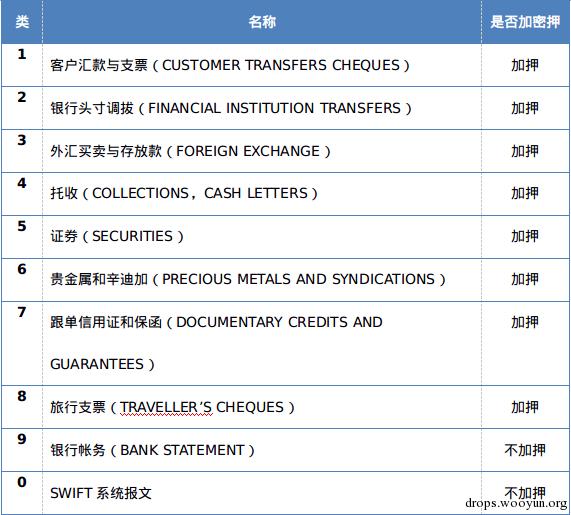 类 名称 是否加密押
1 客户汇款与支票（CUSTOMER TRANSFERS CHEQUES） 加押
2 银行头寸调拔（FINANCIAL INSTITUTION TRANSFERS） 加押
3 外汇买卖与存放款（FOREIGN EXCHANGE） 加押
4 托收（COLLECTIONS，CASH LETTERS） 加押
5 证券（SECURITIES） 加押
6 贵金属和辛迪加（PRECIOUS METALS AND SYNDICATIONS） 加押
7 跟单信用证和保函（DOCUMENTARY CREDITS AND 加押
GUARANTEES）
8 旅行支票（TRAVELLER’S CHEQUES） 加押
9 银行帐务（BANK STATEMENT） 不加押
0 SWIFT 系统报文 不加押
drops.wooyun.org